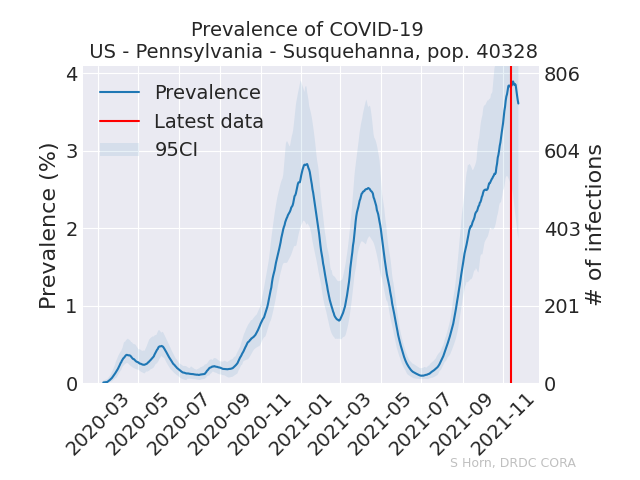 Prevalence of COVID-19
US - Pennsylvania - Susquehanna, pop. 40328
Prevalence
Latest data
95CI
Prevalence (%)
4
3
2
1
0
806
604
403
201
0
# of infections
2020-03
2020-05
2020-07
2020-09
2020-11
2021-01
2021-03
2021-05
2021-07
2021-09
2021-11
S Horn, DRDC CORA